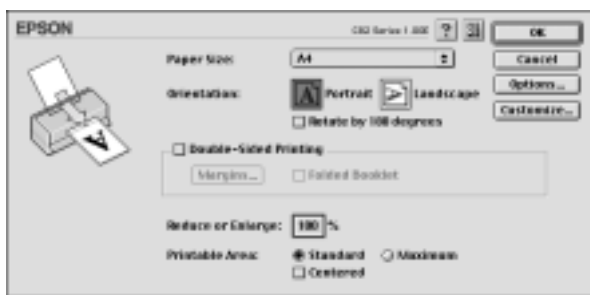 EPSON
OK
Paper Size: A4
Cancel
Orientation: A Portrait A Landscape
Options...
Rotate by 180 degrees
Customize...
Double-Sided Printing
Margins... Folded Booklet
Reduce or Enlarge: 100 %
Printable Area: Standard Maximum
Centered